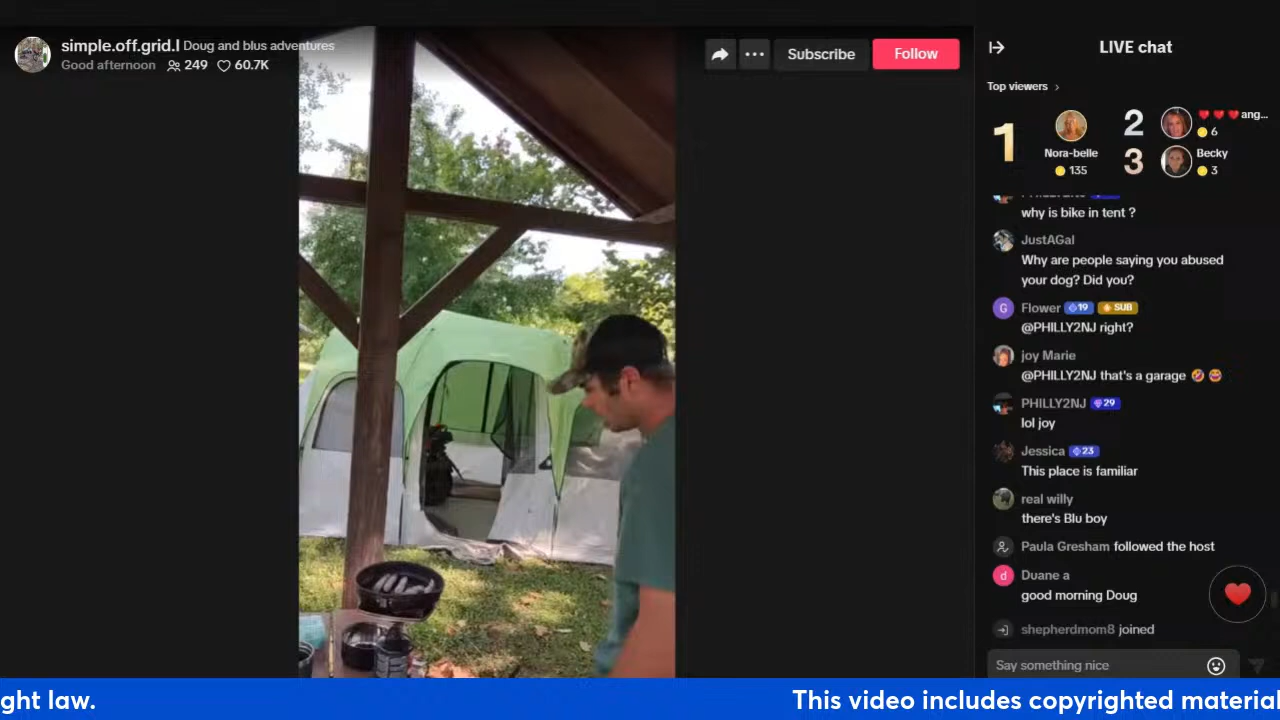 simple.off.grid.l Doug and blus adventures
Good afternoon 249 60.7K
Subscribe
Follow
LIVE chat
Top viewers
1
Nora-belle
135
2
ang...
6
3
Becky
3
why is bike in tent ?
JustAGal
Why are people saying you abused
your dog? Did you?
G Flower 19 SUB
@PHILLY2NJ right?
joy Marie
@PHILLY2NJ that's a garage
PHILLY2NJ 29
lol joy
Jessica 23
This place is familiar
real willy
there's Blu boy
Paula Gresham followed the host
d Duane a
good morning Doug
shepherdmom8 joined
Say something nice
ght law.
This video includes copyrighted material